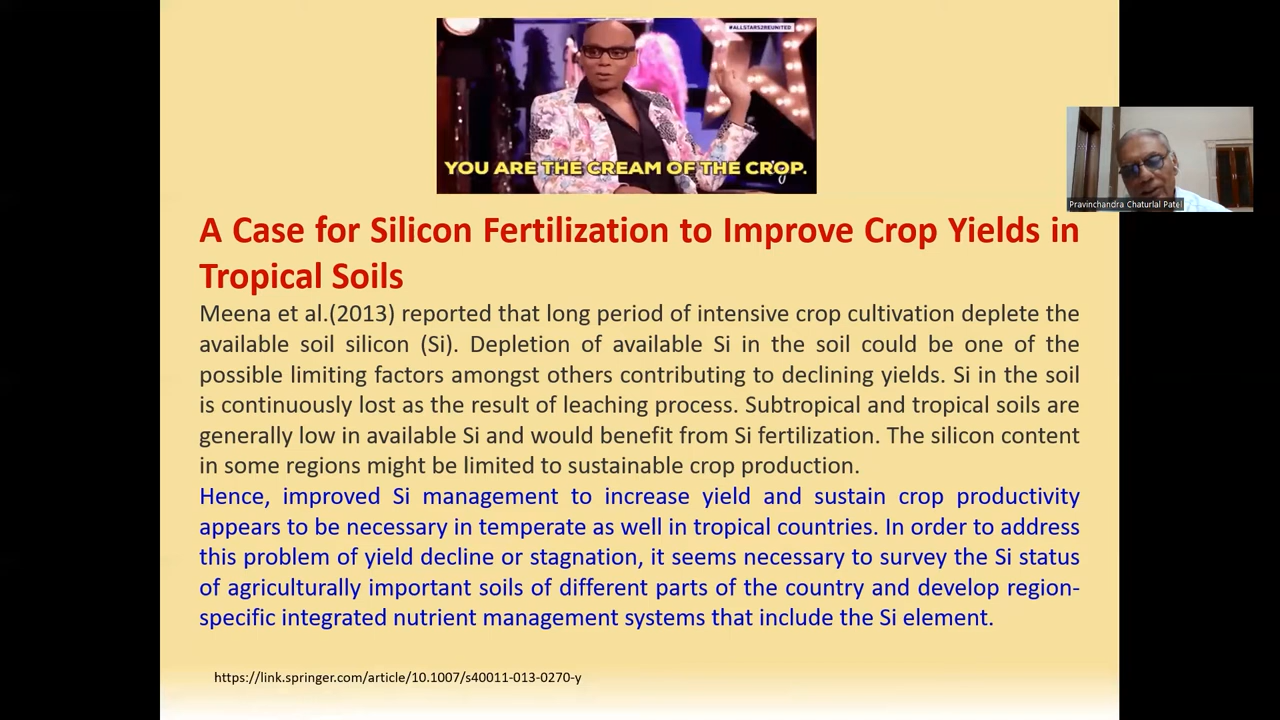 #ALLSTARS2REUNITED
YOU ARE THE CREAM OF THE CROP.
Pravinchandra Chaturlal Patel
A Case for Silicon Fertilization to Improve Crop Yields in
Tropical Soils
Meena et al.(2013) reported that long period of intensive crop cultivation deplete the
available soil silicon (Si). Depletion of available Si in the soil could be one of the
possible limiting factors amongst others contributing to declining yields. Si in the soil
is continuously lost as the result of leaching process. Subtropical and tropical soils are
generally low in available Si and would benefit from Si fertilization. The silicon content
in some regions might be limited to sustainable crop production.
Hence, improved Si management to increase yield and sustain crop productivity
appears to be necessary in temperate as well in tropical countries. In order to address
this problem of yield decline or stagnation, it seems necessary to survey the Si status
of agriculturally important soils of different parts of the country and develop region-
specific integrated nutrient management systems that include the Si element.
https://link.springer.com/article/10.1007/s40011-013-0270-y